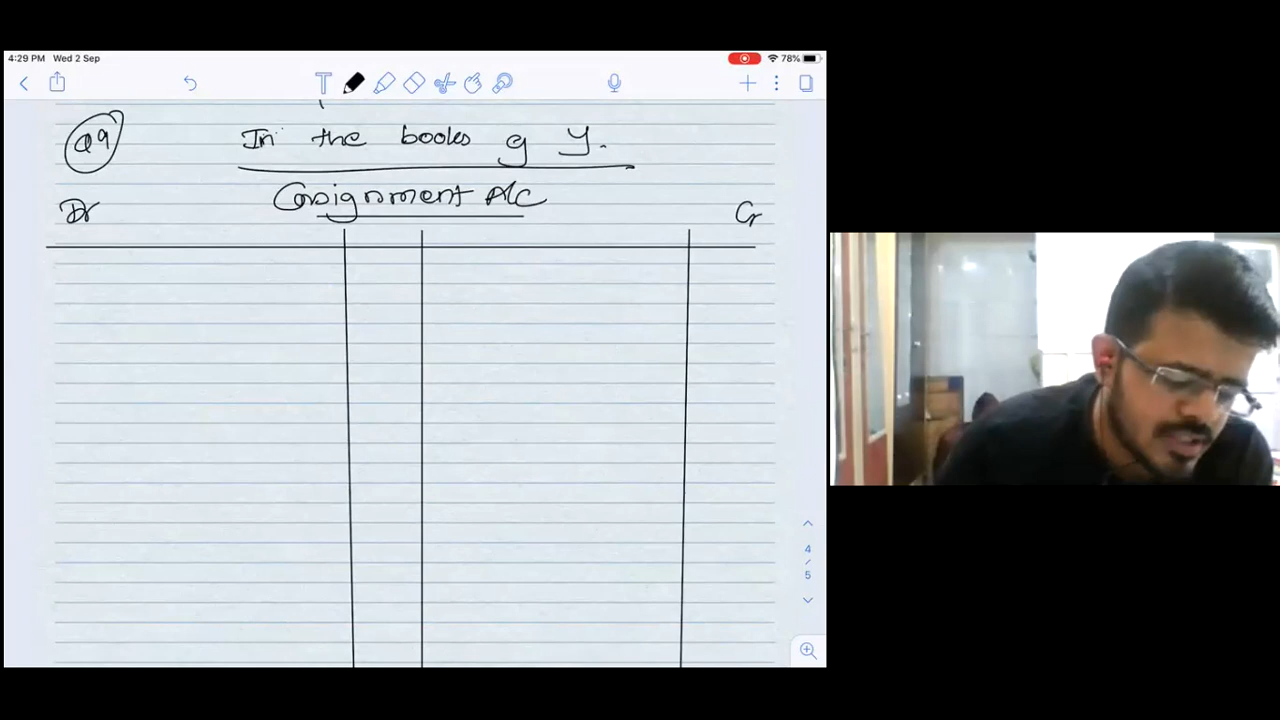 4:29 PM Wed 2 Sep
78%
T
Q9
In the books of Y.
Consignment A/c
Dr
Cr
4
5